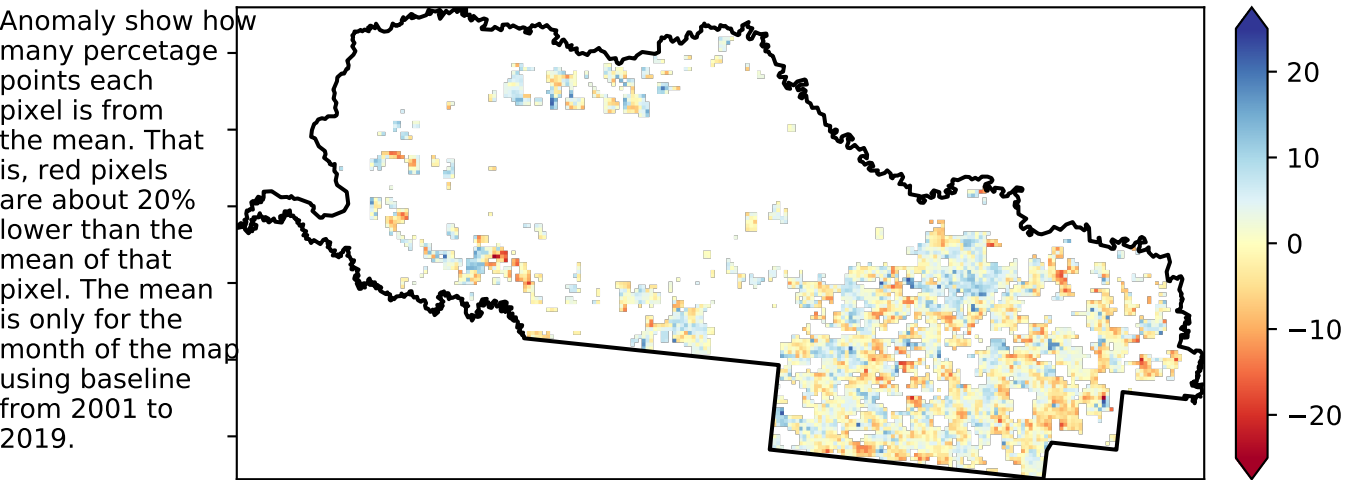 Anomaly show how
many percetage
points each
pixel is from
the mean. That
is, red pixels
are about 20%
lower than the
mean of that
pixel. The mean
is only for the
month of the map
using baseline
from 2001 to
2019.
20
10
0
−10
−20